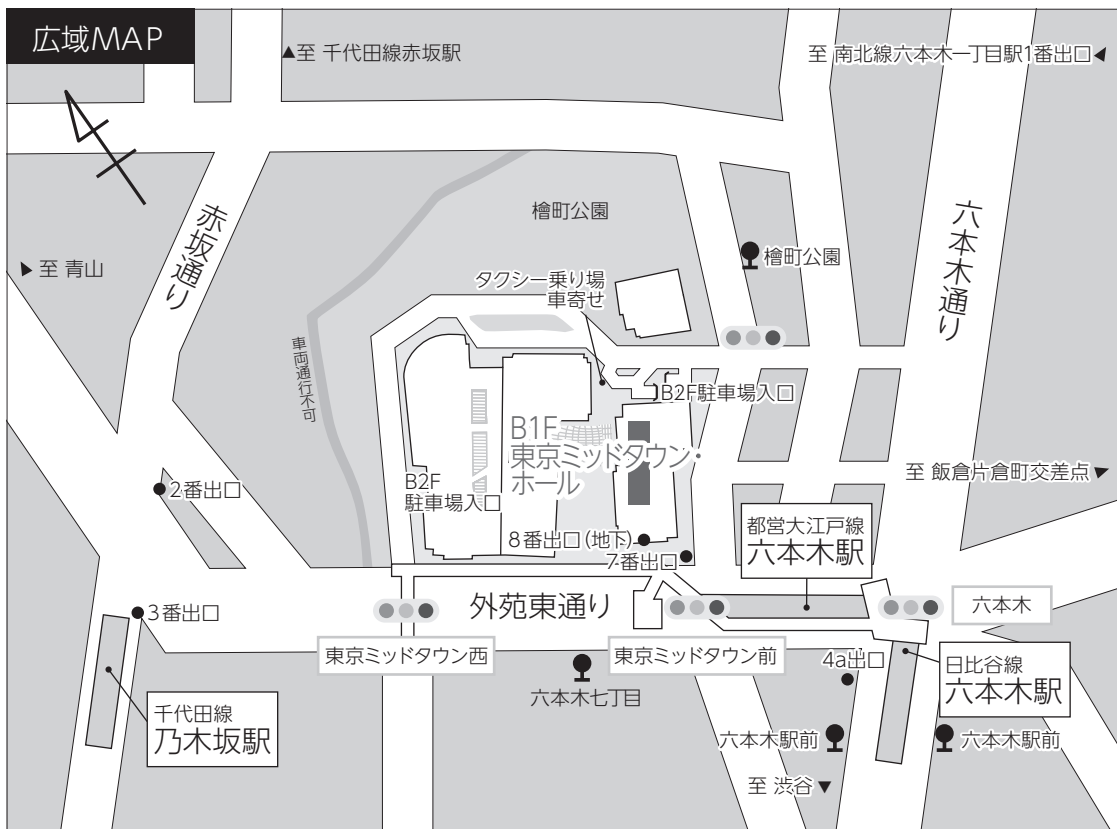 広域MAP
▲至 千代田線赤坂駅
至 南北線六本木一丁目駅1番出口◀
赤坂通り
檜町公園
六本木通り
▶至 青山
檜町公園
タクシー乗り場
車寄せ
車両通行不可
B2F駐車場入口
B1F
東京ミッドタウン・
ホール
B2F
駐車場入口
至 飯倉片倉町交差点▶
2番出口
8番出口(地下)
7番出口
都営大江戸線
六本木駅
3番出口
外苑東通り
六本木
東京ミッドタウン西
東京ミッドタウン前
4a出口
日比谷線
六本木駅
六本木七丁目
千代田線
乃木坂駅
六本木駅前
六本木駅前
至 渋谷▼